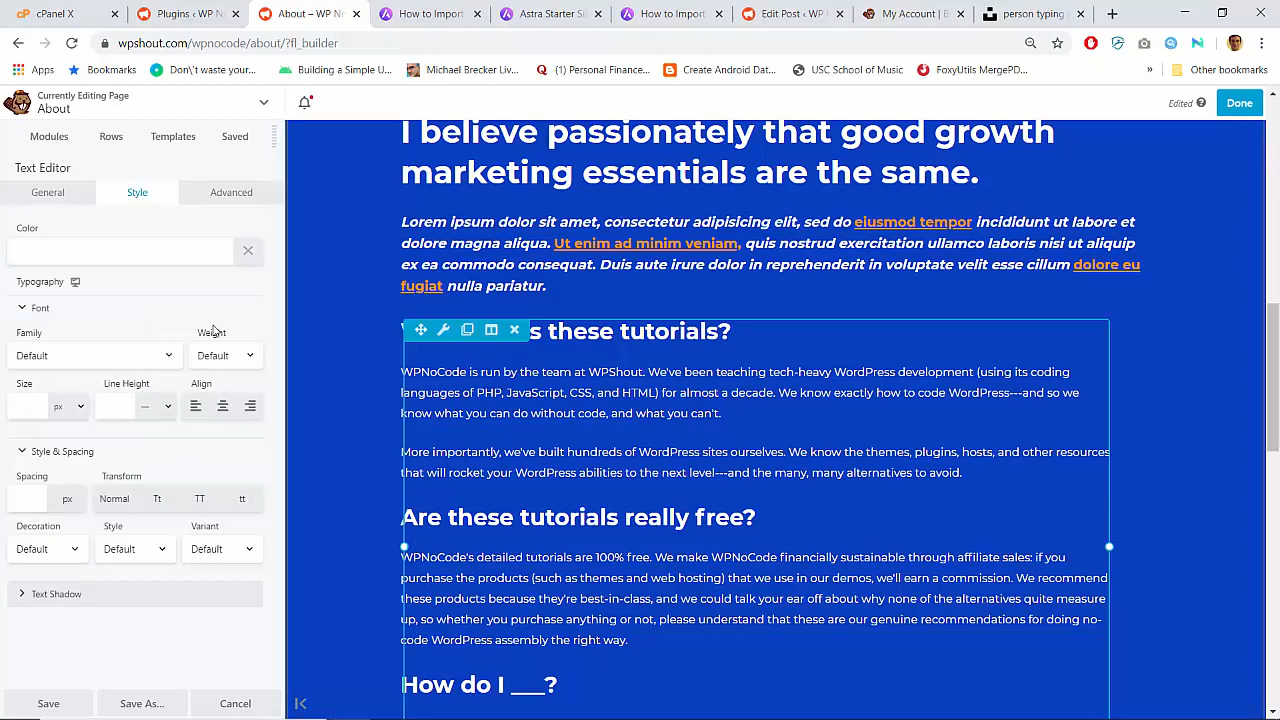 cPanel X
Plugins ‹ WP N
About – WP N
How to Import
Astra Starter Si
How to Import
Edit Post ‹ WP
My Account | B
person typing
wpshout.com/wpnocode/about/?fl_builder
Apps
Bookmarks
Don\'t waste your...
Building a Simple U...
Michael Brecker Liv...
(1) Personal Finance...
Create Android Dat...
USC School of Music
FoxyUtils MergePD...
»
Other bookmarks
Currently Editing Page
About
Edited
Done
Modules
Rows
Templates
Saved
Text Editor
General
Style
Advanced
Color
Typography
Font
Family
Weight
Default
Default
Size
Line Height
Align
px
—
Style & Spacing
Spacing
Transform
px
Normal
Tt
TT
tt
Decoration
Style
Variant
Default
Default
Default
Text Shadow
Save
Save As...
Cancel
I believe passionately that good growth
marketing essentials are the same.
Lorem ipsum dolor sit amet, consectetur adipisicing elit, sed do eiusmod tempor incididunt ut labore et
dolore magna aliqua. Ut enim ad minim veniam, quis nostrud exercitation ullamco laboris nisi ut aliquip
ex ea commodo consequat. Duis aute irure dolor in reprehenderit in voluptate velit esse cillum dolore eu
fugiat nulla pariatur.
s these tutorials?
WPNoCode is run by the team at WPShout. We've been teaching tech-heavy WordPress development (using its coding
languages of PHP, JavaScript, CSS, and HTML) for almost a decade. We know exactly how to code WordPress---and so we
know what you can do without code, and what you can't.
More importantly, we've built hundreds of WordPress sites ourselves. We know the themes, plugins, hosts, and other resources
that will rocket your WordPress abilities to the next level---and the many, many alternatives to avoid.
Are these tutorials really free?
WPNoCode's detailed tutorials are 100% free. We make WPNoCode financially sustainable through affiliate sales: if you
purchase the products (such as themes and web hosting) that we use in our demos, we'll earn a commission. We recommend
these products because they're best-in-class, and we could talk your ear off about why none of the alternatives quite measure
up, so whether you purchase anything or not, please understand that these are our genuine recommendations for doing no-
code WordPress assembly the right way.
How do I ___?